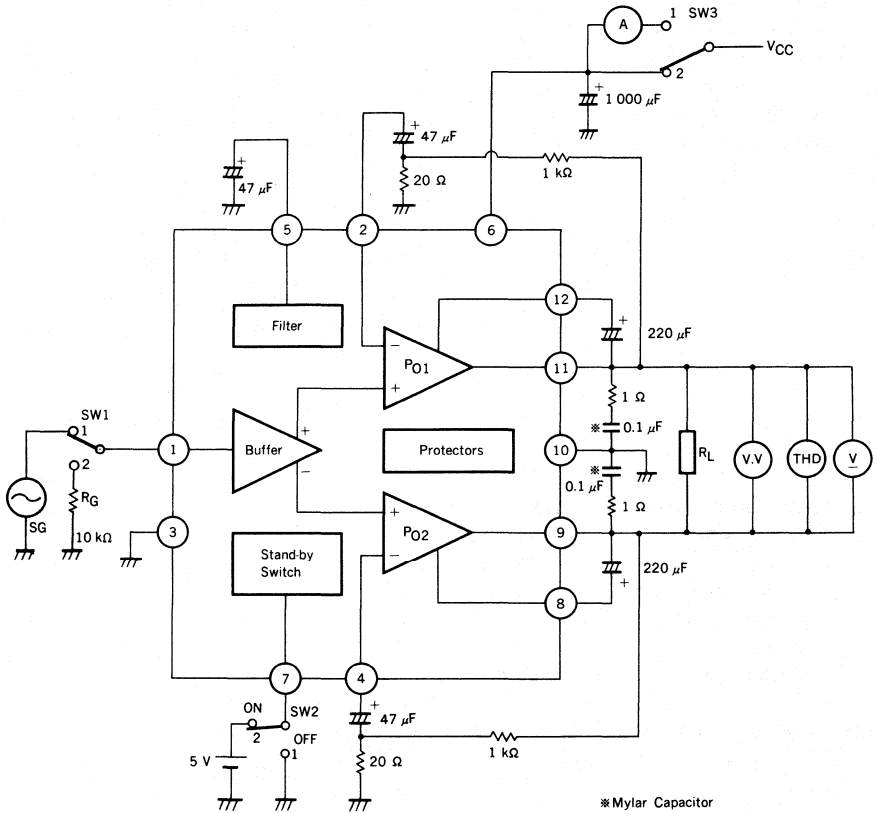 A
1 SW3
VCC
2
+
1 000 μF
+
47 μF
+
47 μF
20 Ω
1 kΩ
5
2
6
12
+
220 μF
Filter
−
PO1
+
11
1 Ω
※ 0.1 μF
SW1
1
2
RG
10 kΩ
SG
1
Buffer
+
−
Protectors
10
※
0.1 μF
1 Ω
RL
V.V
THD
V
3
+
PO2
−
9
Stand-by
Switch
220 μF
+
8
7
4
ON
SW2
2
OFF
1
5 V
+
47 μF
20 Ω
1 kΩ
※Mylar Capacitor